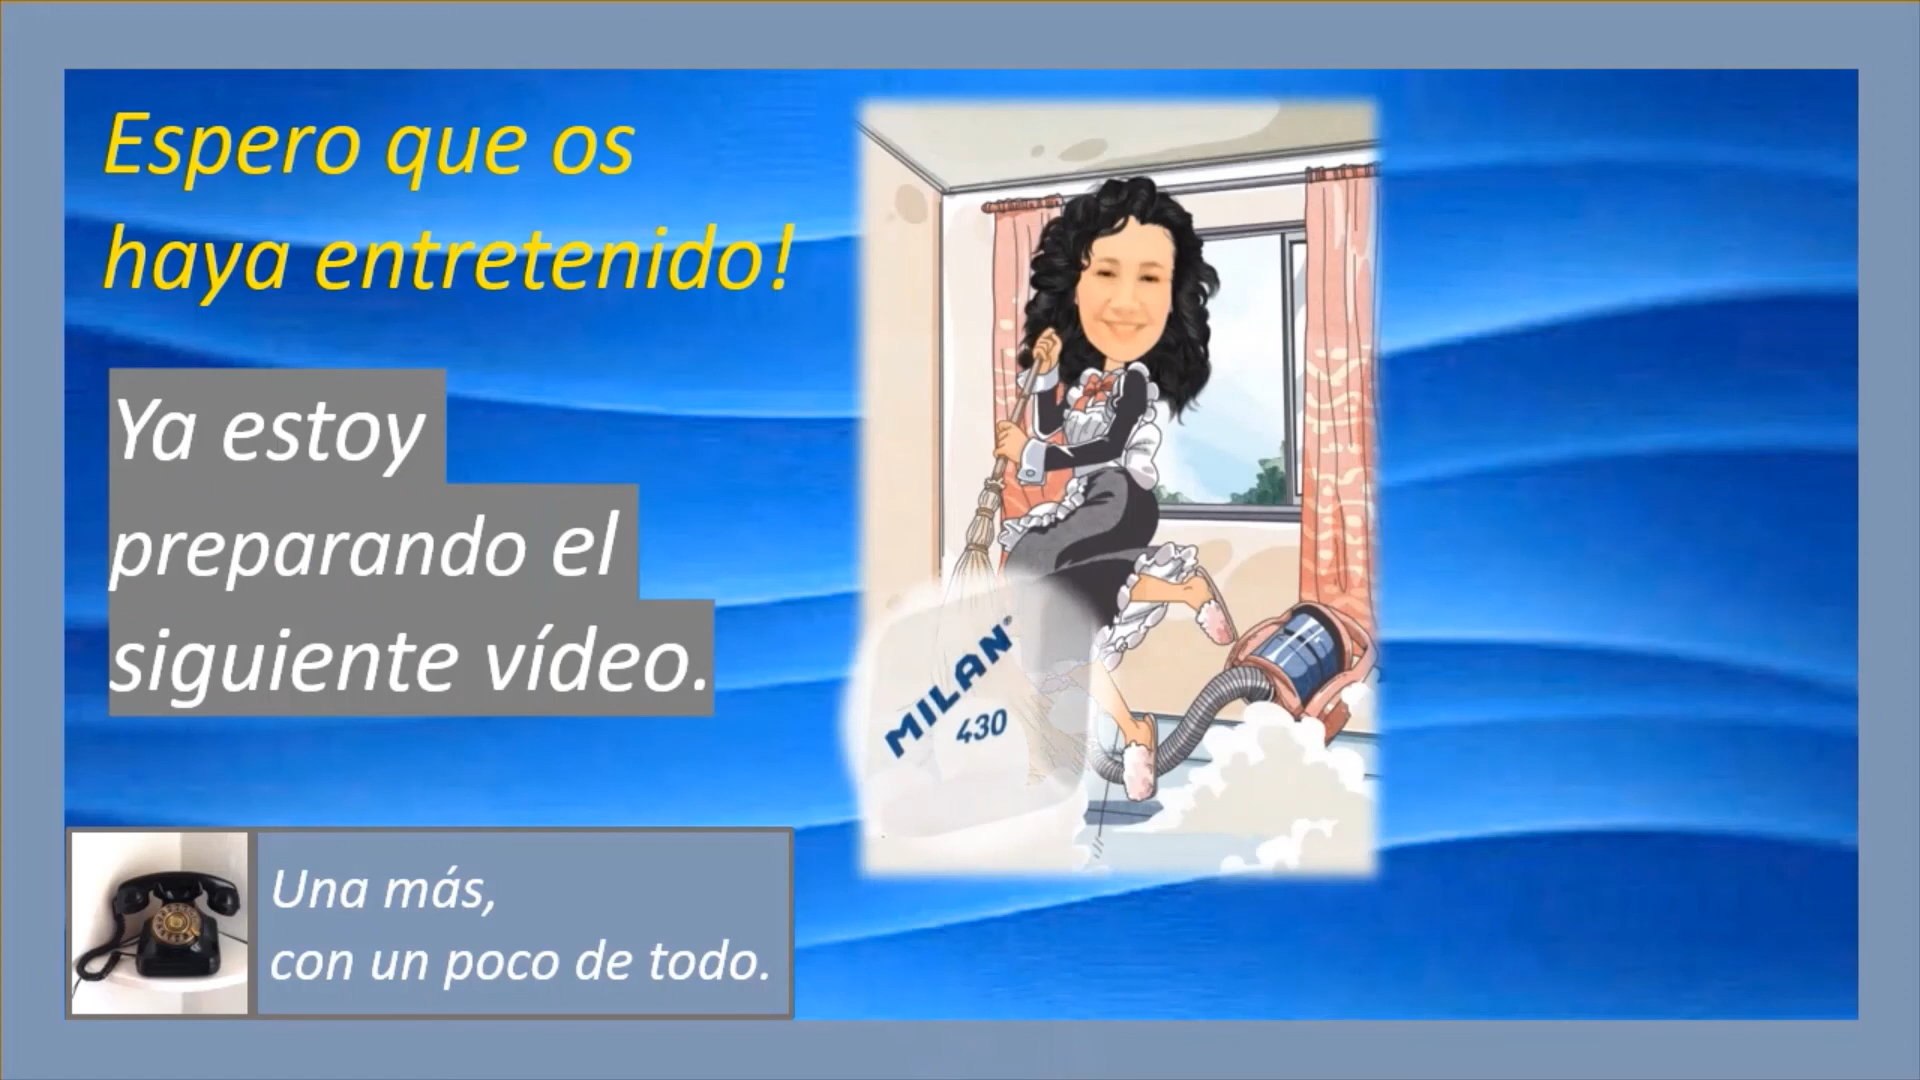 Espero que os
haya entretenido!
Ya estoy
preparando el
siguiente vídeo.
MILAN®
430
Una más,
con un poco de todo.